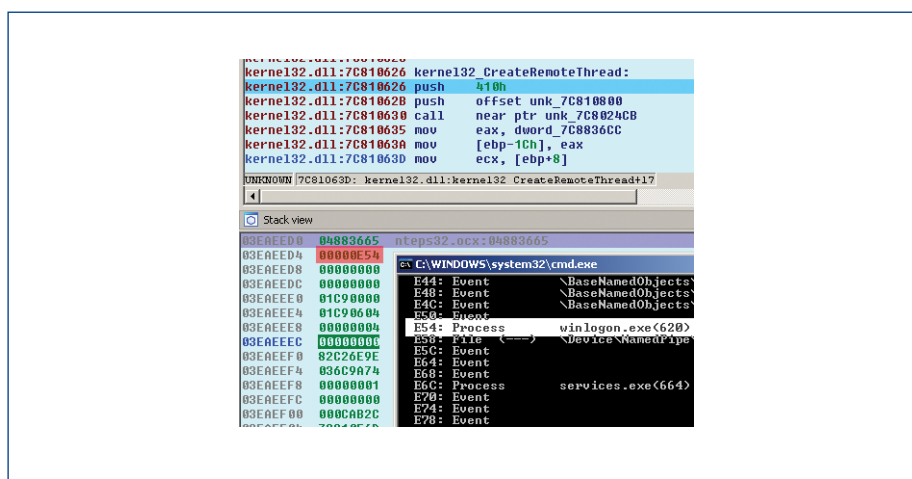 kernel32.dll:7C810626 kernel32_CreateRemoteThread:
kernel32.dll:7C810626 push 410h
kernel32.dll:7C81062B push offset unk_7C810800
kernel32.dll:7C810630 call near ptr unk_7C8024CB
kernel32.dll:7C810635 mov eax, dword_7C8836CC
kernel32.dll:7C81063A mov [ebp-1Ch], eax
kernel32.dll:7C81063D mov ecx, [ebp+8]
UNKNOWN 7C81063D: kernel32.dll:kernel32 CreateRemoteThread+17
Stack view
03EAEED0 04883665 nteps32.ocx:04883665
03EAEED4 00000E54
03EAEED8 00000000
03EAEEDC 00000000
03EAEEE0 01C90000
03EAEEE4 01C90604
03EAEEE8 00000004
03EAEEEC 00000000
03EAEEF0 82C26E9E
03EAEEF4 036C9A74
03EAEEF8 00000001
03EAEEFC 00000000
03EAEF00 000CAB2C
C:\WINDOWS\system32\cmd.exe
E44: Event \BaseNamedObjects\
E48: Event \BaseNamedObjects\
E4C: Event \BaseNamedObjects\
E50: Event
E54: Process winlogon.exe(620)
E58: File (---) \Device\NamedPipe\
E5C: Event
E64: Event
E68: Event
E6C: Process services.exe(664)
E70: Event
E74: Event
E78: Event